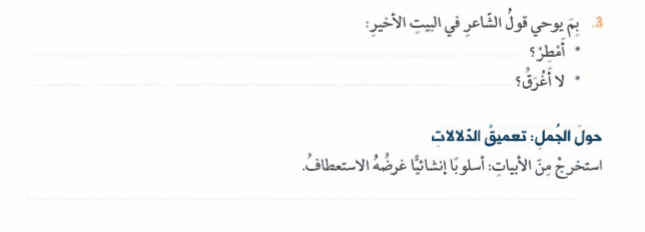 3. بِمَ يوحي قولُ الشّاعرِ في البيتِ الأخيرِ:
* أَمْطِرْ؟
* لا أَغْرَقُ؟
حولَ الجُملِ: تعميقُ الدّلالاتِ
استخرجْ مِنَ الأبياتِ: أسلوبًا إنشائيًّا غرضُهُ الاستعطافُ.